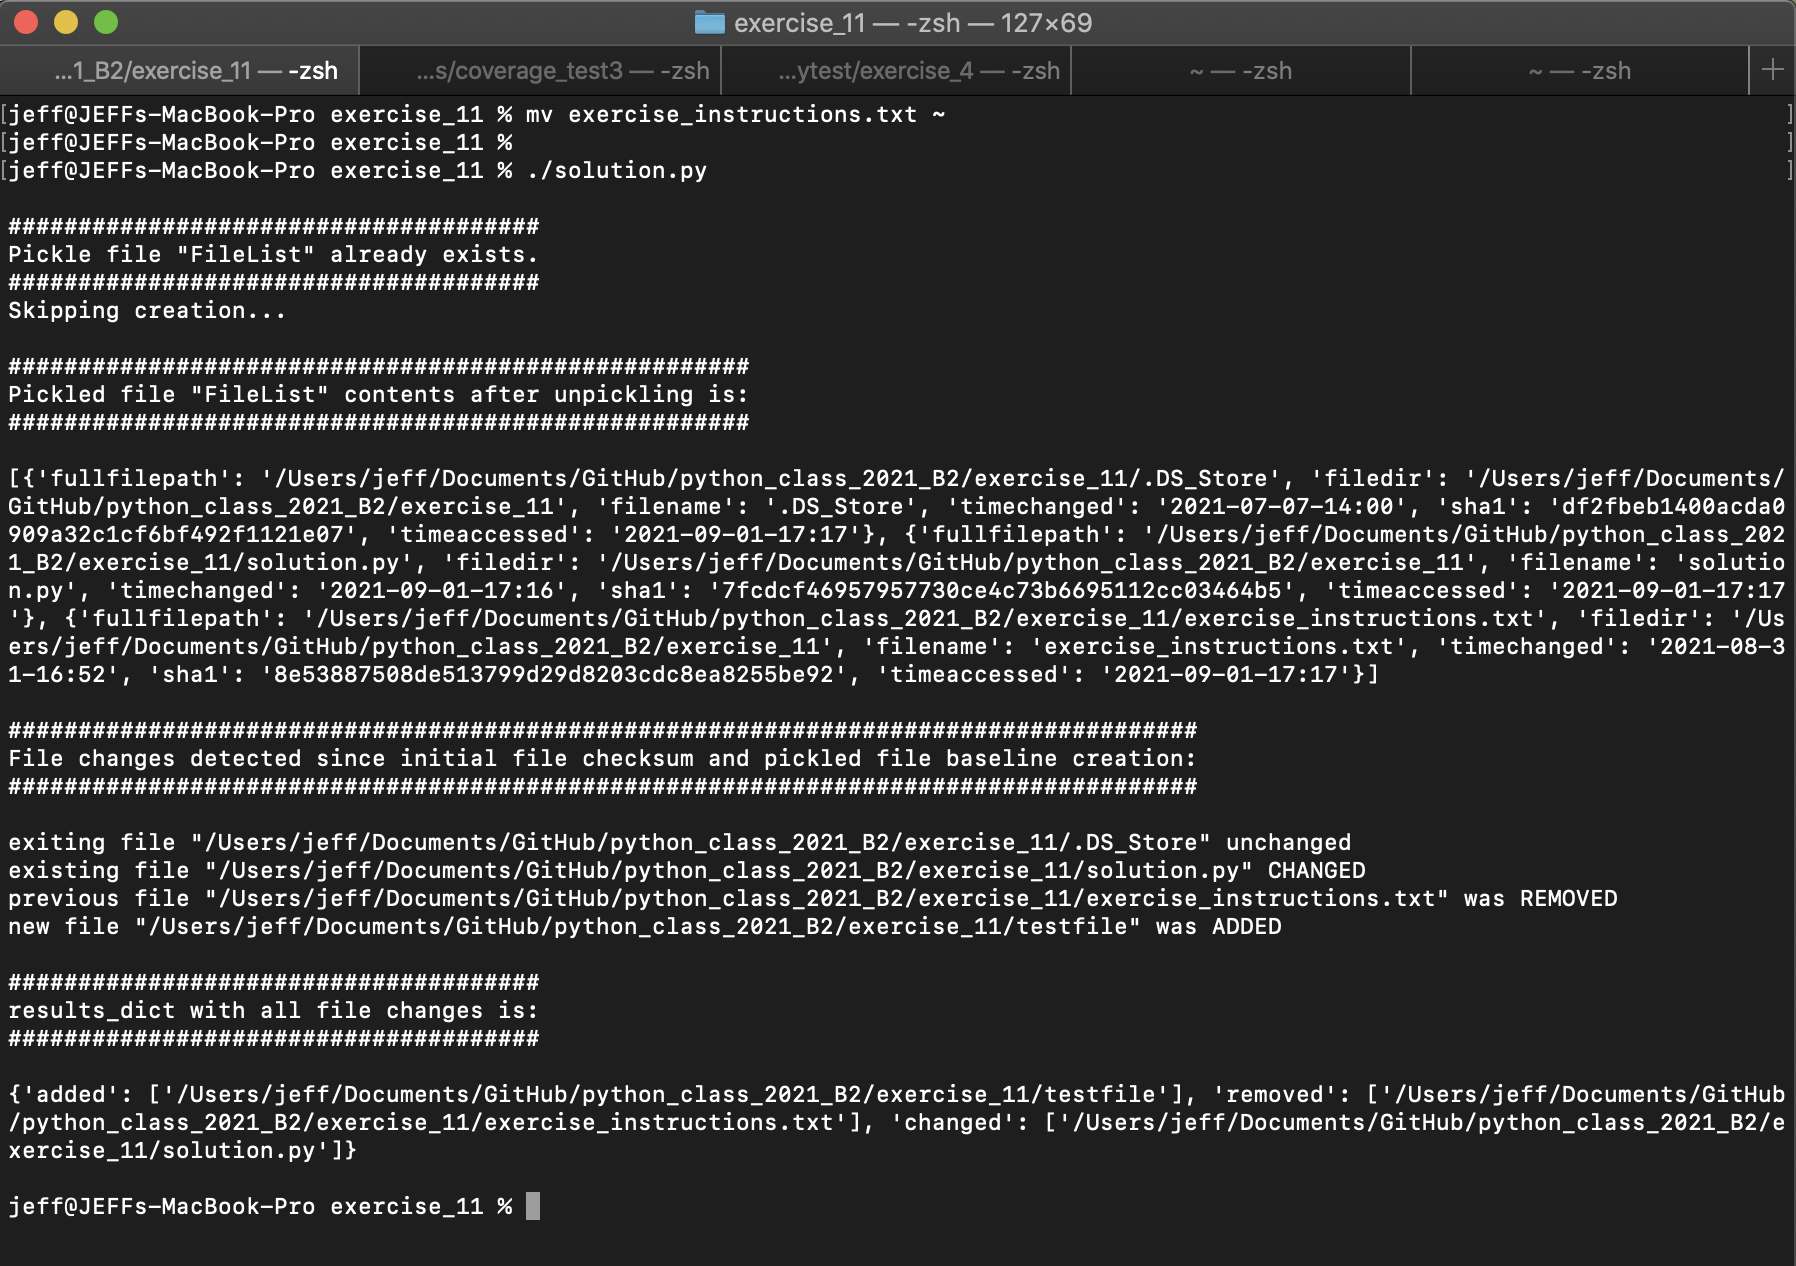 exercise_11 — -zsh — 127×69
...1_B2/exercise_11 — -zsh
...s/coverage_test3 — -zsh
...ytest/exercise_4 — -zsh
~ — -zsh
~ — -zsh
+
[jeff@JEFFs-MacBook-Pro exercise_11 % mv exercise_instructions.txt ~ ]
[jeff@JEFFs-MacBook-Pro exercise_11 % ]
[jeff@JEFFs-MacBook-Pro exercise_11 % ./solution.py ]
######################################
Pickle file "FileList" already exists.
######################################
Skipping creation...
#####################################################
Pickled file "FileList" contents after unpickling is:
#####################################################
[{'fullfilepath': '/Users/jeff/Documents/GitHub/python_class_2021_B2/exercise_11/.DS_Store', 'filedir': '/Users/jeff/Documents/
GitHub/python_class_2021_B2/exercise_11', 'filename': '.DS_Store', 'timechanged': '2021-07-07-14:00', 'sha1': 'df2fbeb1400acda0
909a32c1cf6bf492f1121e07', 'timeaccessed': '2021-09-01-17:17'}, {'fullfilepath': '/Users/jeff/Documents/GitHub/python_class_202
1_B2/exercise_11/solution.py', 'filedir': '/Users/jeff/Documents/GitHub/python_class_2021_B2/exercise_11', 'filename': 'solutio
n.py', 'timechanged': '2021-09-01-17:16', 'sha1': '7fcdcf46957957730ce4c73b6695112cc03464b5', 'timeaccessed': '2021-09-01-17:17
'}, {'fullfilepath': '/Users/jeff/Documents/GitHub/python_class_2021_B2/exercise_11/exercise_instructions.txt', 'filedir': '/Us
ers/jeff/Documents/GitHub/python_class_2021_B2/exercise_11', 'filename': 'exercise_instructions.txt', 'timechanged': '2021-08-3
1-16:52', 'sha1': '8e53887508de513799d29d8203cdc8ea8255be92', 'timeaccessed': '2021-09-01-17:17'}]
#####################################################################################
File changes detected since initial file checksum and pickled file baseline creation:
#####################################################################################
exiting file "/Users/jeff/Documents/GitHub/python_class_2021_B2/exercise_11/.DS_Store" unchanged
existing file "/Users/jeff/Documents/GitHub/python_class_2021_B2/exercise_11/solution.py" CHANGED
previous file "/Users/jeff/Documents/GitHub/python_class_2021_B2/exercise_11/exercise_instructions.txt" was REMOVED
new file "/Users/jeff/Documents/GitHub/python_class_2021_B2/exercise_11/testfile" was ADDED
######################################
results_dict with all file changes is:
######################################
{'added': ['/Users/jeff/Documents/GitHub/python_class_2021_B2/exercise_11/testfile'], 'removed': ['/Users/jeff/Documents/GitHub
/python_class_2021_B2/exercise_11/exercise_instructions.txt'], 'changed': ['/Users/jeff/Documents/GitHub/python_class_2021_B2/e
xercise_11/solution.py']}
jeff@JEFFs-MacBook-Pro exercise_11 %